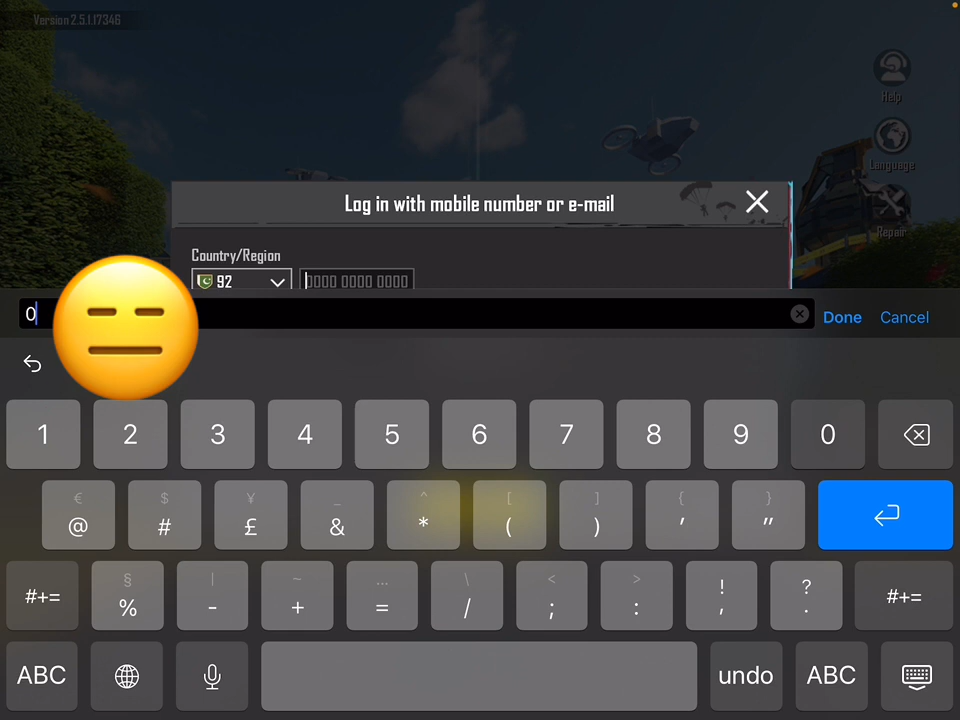 Version 2.5.1.17346
Help
Language
Repair
Log in with mobile number or e-mail
Country/Region
92 0000 0000 0000
0
Done Cancel
1 2 3 4 5 6 7 8 9 0
€ $ ¥ _ ^ [ ] { }
@ # £ & * ( ) ' "
§ | ~ … \ < > ! ?
#+= % - + = / ; : , . #+=
ABC undo ABC